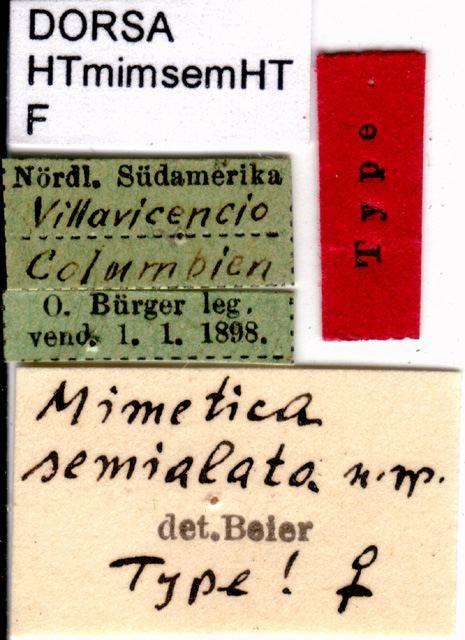 DORSA
HTmimsemHT
F
Type
Nördl. Südamerika
Villavicencio
Columbien
O. Bürger leg.
vend. 1. 1. 1898.
Mimetica
semialata n. sp.
det. Beier
Type! ♀